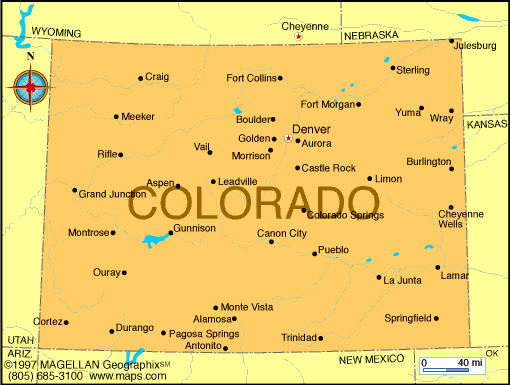 Cheyenne
WYOMING
NEBRASKA
Julesburg
N
Craig
Fort Collins
Sterling
Fort Morgan
Meeker
Boulder
Yuma
Wray
KANSAS
Denver
Golden
Aurora
Vail
Morrison
Rifle
Castle Rock
Burlington
Aspen
Leadville
Limon
Grand Junction
COLORADO
Colorado Springs
Cheyenne
Wells
Montrose
Gunnison
Canon City
Pueblo
Ouray
La Junta
Lamar
Monte Vista
Alamosa
Springfield
Cortez
Durango
Pagosa Springs
Trinidad
Antonito
UTAH
ARIZ.
NEW MEXICO
OK
©1997 MAGELLAN Geographix℠
(805) 685-3100 www.maps.com
0 40 mi